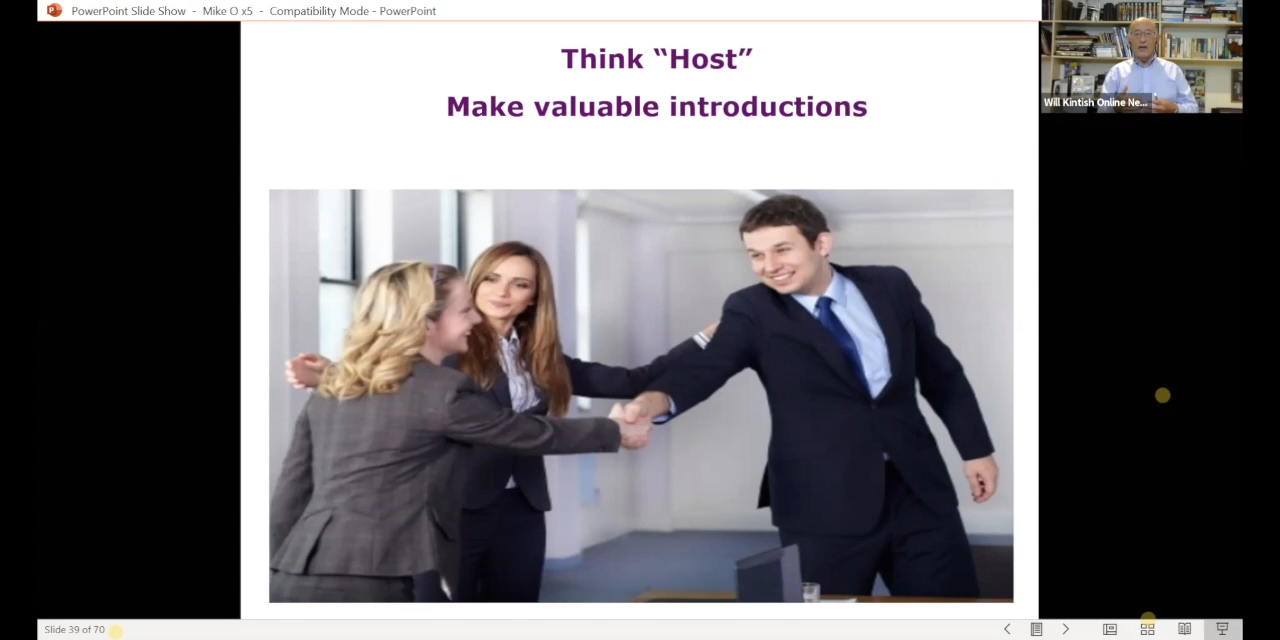 PowerPoint Slide Show - Mike O x5 - Compatibility Mode - PowerPoint
Think “Host”
Make valuable introductions
Will Kintish Online Ne...
Slide 39 of 70